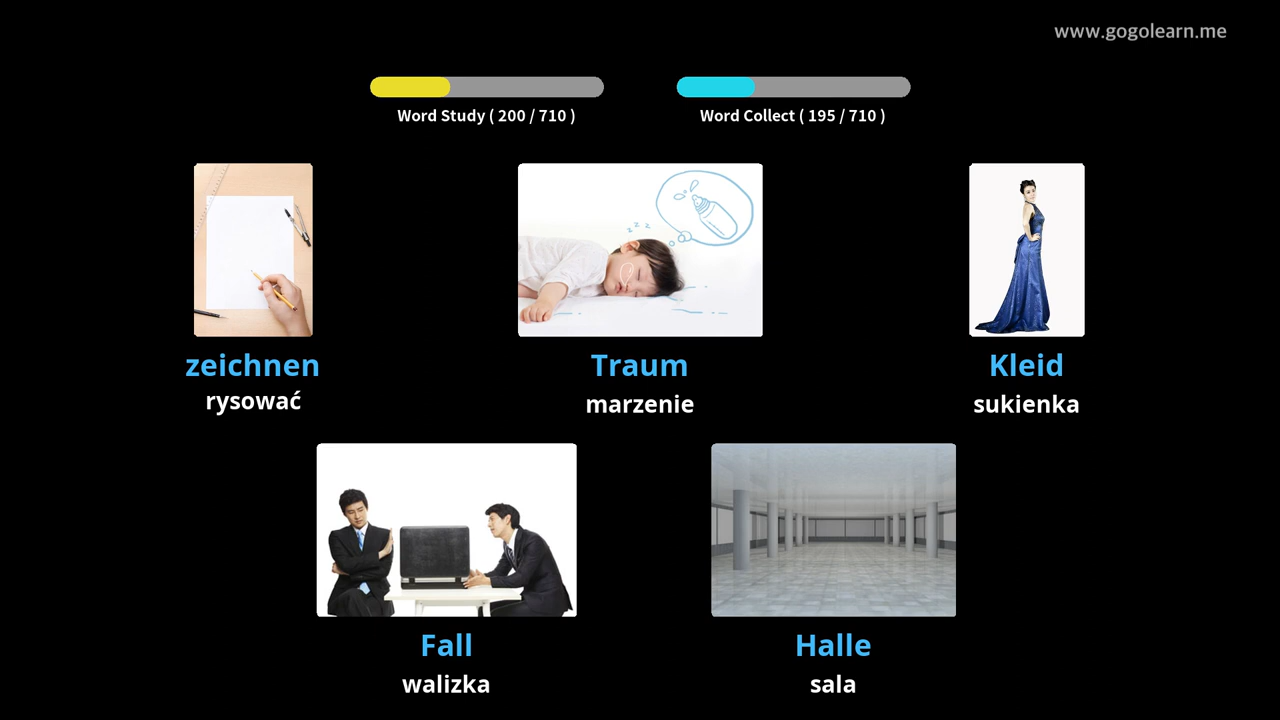 www.gogolearn.me
Word Study ( 200 / 710 )
Word Collect ( 195 / 710 )
zeichnen
rysować
Traum
marzenie
Kleid
sukienka
Fall
walizka
Halle
sala